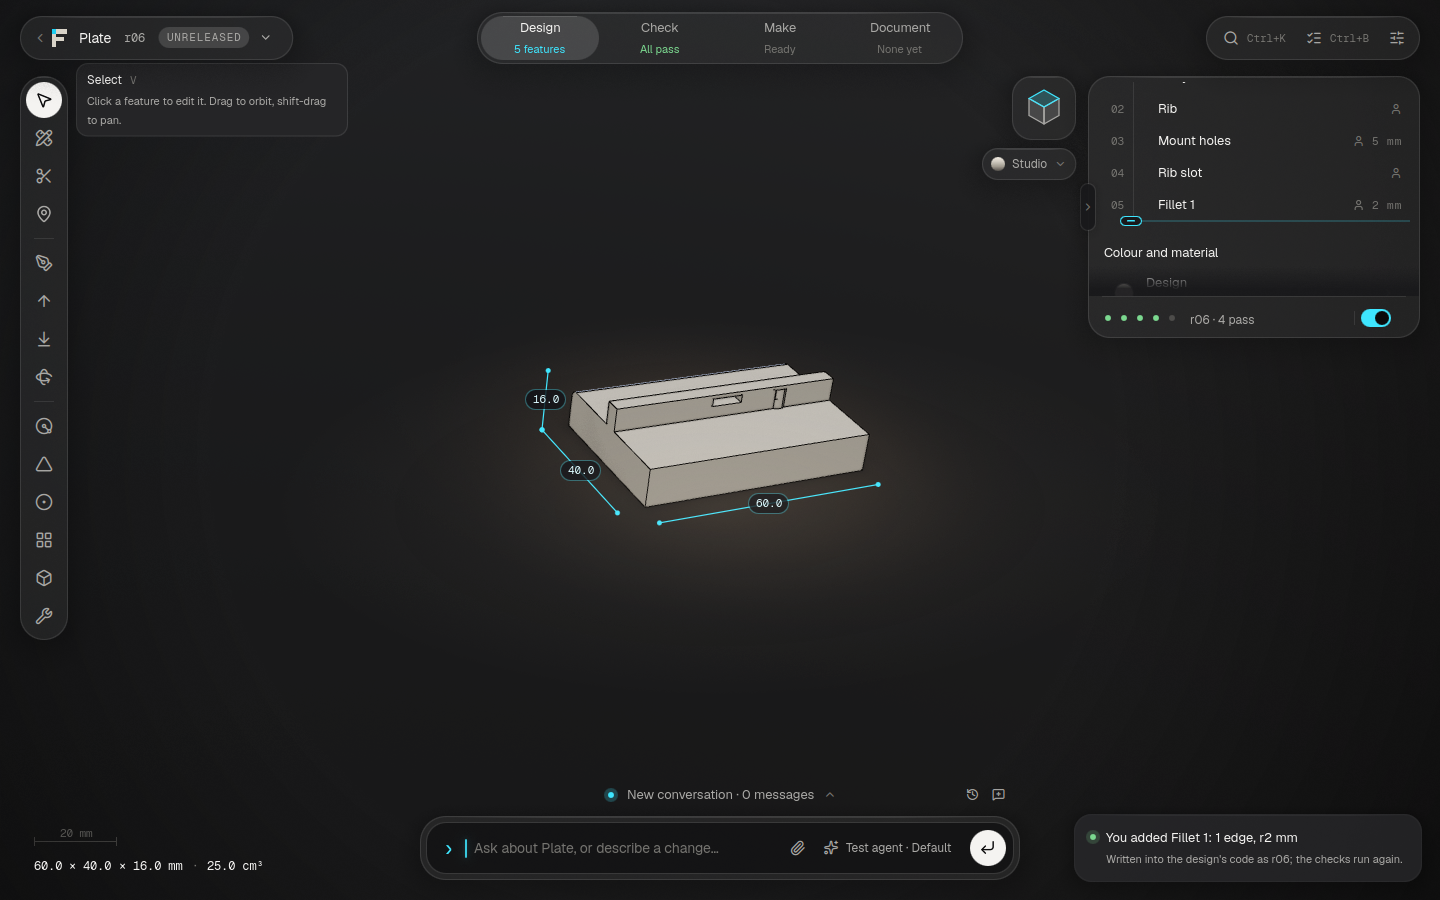 Plate r06 UNRELEASED
Design
5 features
Check
All pass
Make
Ready
Document
None yet
Ctrl+K
Ctrl+B
Select V
Click a feature to edit it. Drag to orbit, shift-drag
to pan.
Studio
02 Rib
03 Mount holes 5 mm
04 Rib slot
05 Fillet 1 2 mm
Colour and material
Design
r06 · 4 pass
16.0
40.0
60.0
New conversation · 0 messages
Ask about Plate, or describe a change...
Test agent · Default
20 mm
60.0 × 40.0 × 16.0 mm · 25.0 cm³
You added Fillet 1: 1 edge, r2 mm
Written into the design's code as r06; the checks run again.